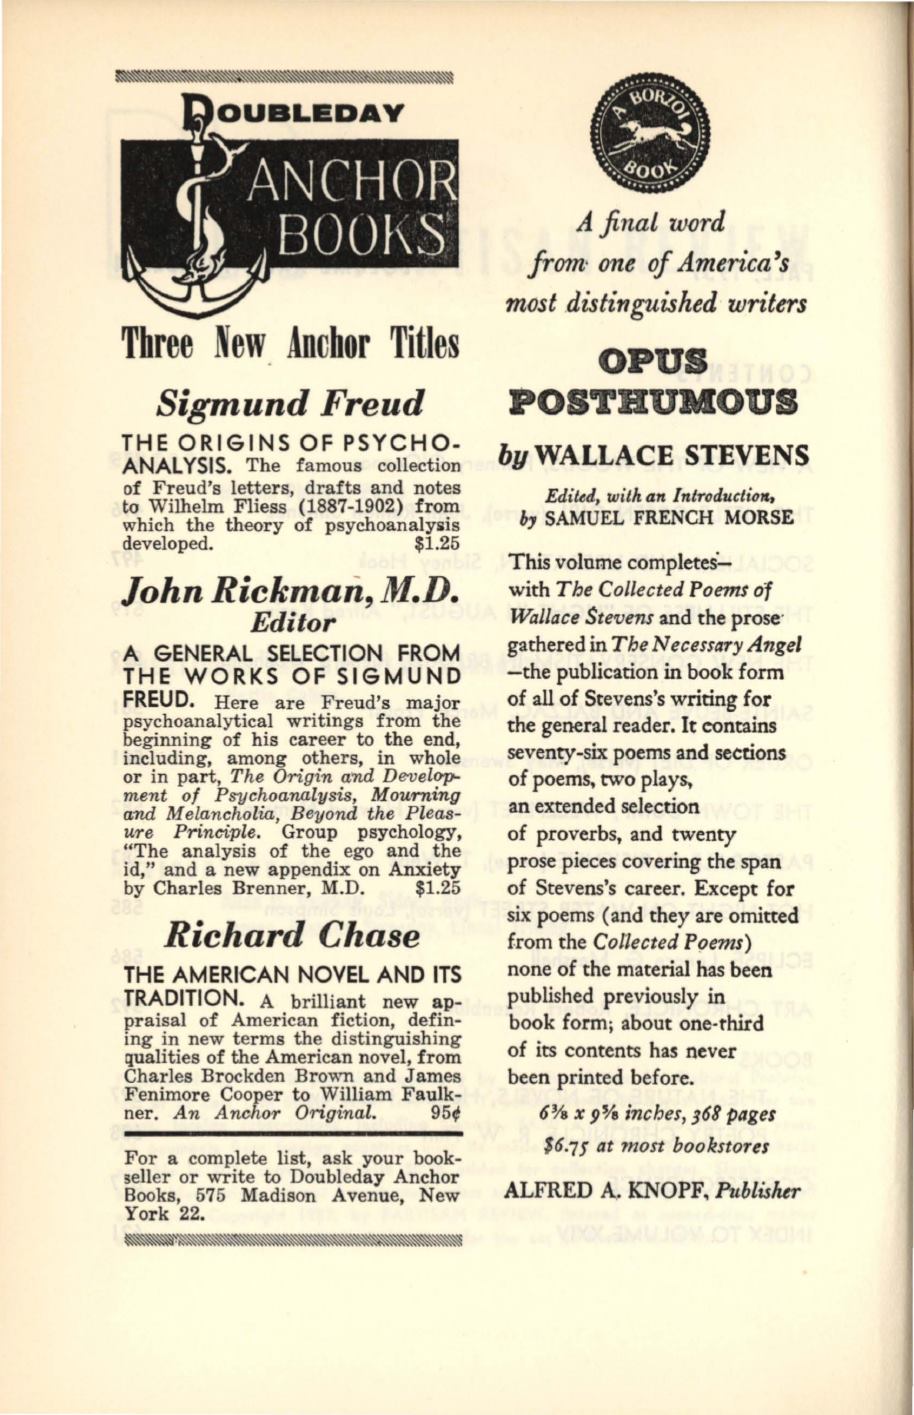 DOUBLEDAY
ANCHOR
BOOKS
Three New Anchor Titles
Sigmund Freud
THE ORIGINS OF PSYCHO-
ANALYSIS. The famous collection
of Freud's letters, drafts and notes
to Wilhelm Fliess (1887-1902) from
which the theory of psychoanalysis
developed. $1.25
John Rickman, M.D.
Editor
A GENERAL SELECTION FROM
THE WORKS OF SIGMUND
FREUD. Here are Freud's major
psychoanalytical writings from the
beginning of his career to the end,
including, among others, in whole
or in part, The Origin and Develop-
ment of Psychoanalysis, Mourning
and Melancholia, Beyond the Pleas-
ure Principle. Group psychology,
"The analysis of the ego and the
id," and a new appendix on Anxiety
by Charles Brenner, M.D. $1.25
Richard Chase
THE AMERICAN NOVEL AND ITS
TRADITION. A brilliant new ap-
praisal of American fiction, defin-
ing in new terms the distinguishing
qualities of the American novel, from
Charles Brockden Brown and James
Fenimore Cooper to William Faulk-
ner. An Anchor Original. 95¢
For a complete list, ask your book-
seller or write to Doubleday Anchor
Books, 575 Madison Avenue, New
York 22.
A BORZOI
BOOK
A final word
from one of America's
most distinguished writers
OPUS
POSTHUMOUS
by WALLACE STEVENS
Edited, with an Introduction,
by SAMUEL FRENCH MORSE
This volume completes—
with The Collected Poems of
Wallace Stevens and the prose
gathered in The Necessary Angel
—the publication in book form
of all of Stevens's writing for
the general reader. It contains
seventy-six poems and sections
of poems, two plays,
an extended selection
of proverbs, and twenty
prose pieces covering the span
of Stevens's career. Except for
six poems (and they are omitted
from the Collected Poems)
none of the material has been
published previously in
book form; about one-third
of its contents has never
been printed before.
6⅜ x 9⅜ inches, 368 pages
$6.75 at most bookstores
ALFRED A. KNOPF, Publisher